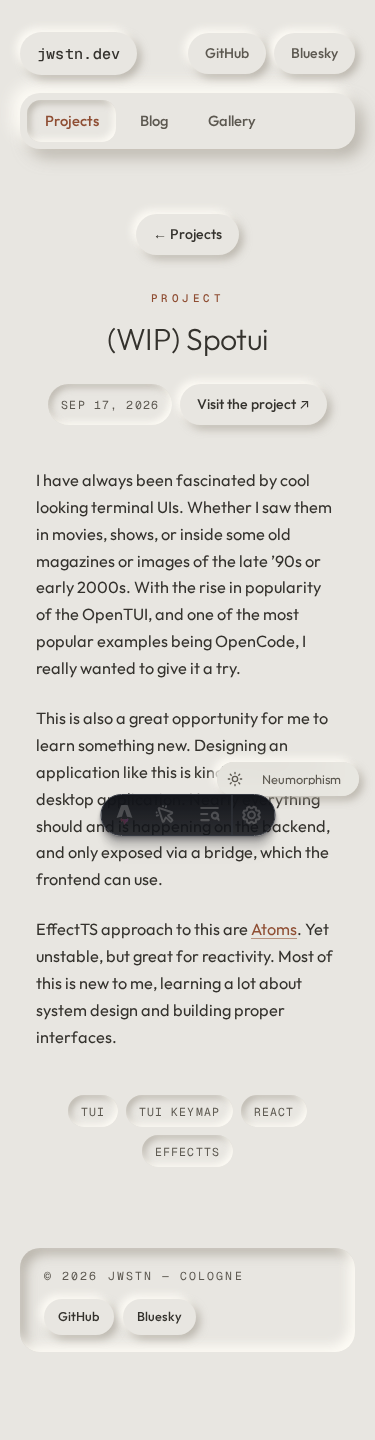 jwstn.dev
GitHub
Bluesky
Projects
Blog
Gallery
← Projects
PROJECT
(WIP) Spotui
SEP 17, 2026
Visit the project ↗
I have always been fascinated by cool
looking terminal UIs. Whether I saw them
in movies, shows, or inside some old
magazines or images of the late ’90s or
early 2000s. With the rise in popularity
of the OpenTUI, and one of the most
popular examples being OpenCode, I
really wanted to give it a try.
This is also a great opportunity for me to
learn something new. Designing an
application like this is
Neumorphism
desktop
should and is happening on the backend,
and only exposed via a bridge, which the
frontend can use.
EffectTS approach to this are Atoms. Yet
unstable, but great for reactivity. Most of
this is new to me, learning a lot about
system design and building proper
interfaces.
TUI
TUI KEYMAP
REACT
EFFECTTS
© 2026 JWSTN — COLOGNE
GitHub
Bluesky